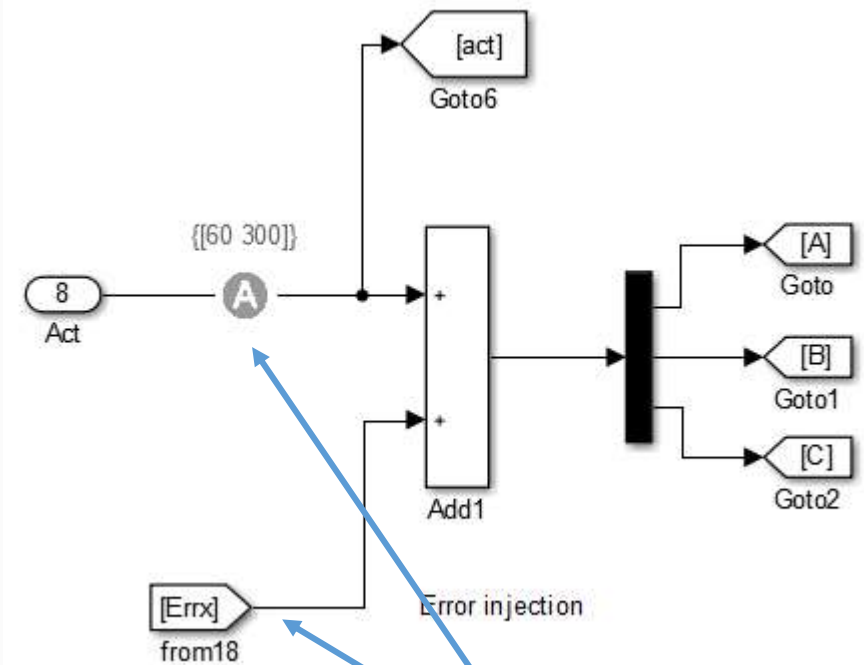 [act]
Goto6
{[60 300]}
8
A
Act
+
+
Add1
[A]
Goto
[B]
Goto1
[C]
Goto2
[Errx]
from18
Error injection